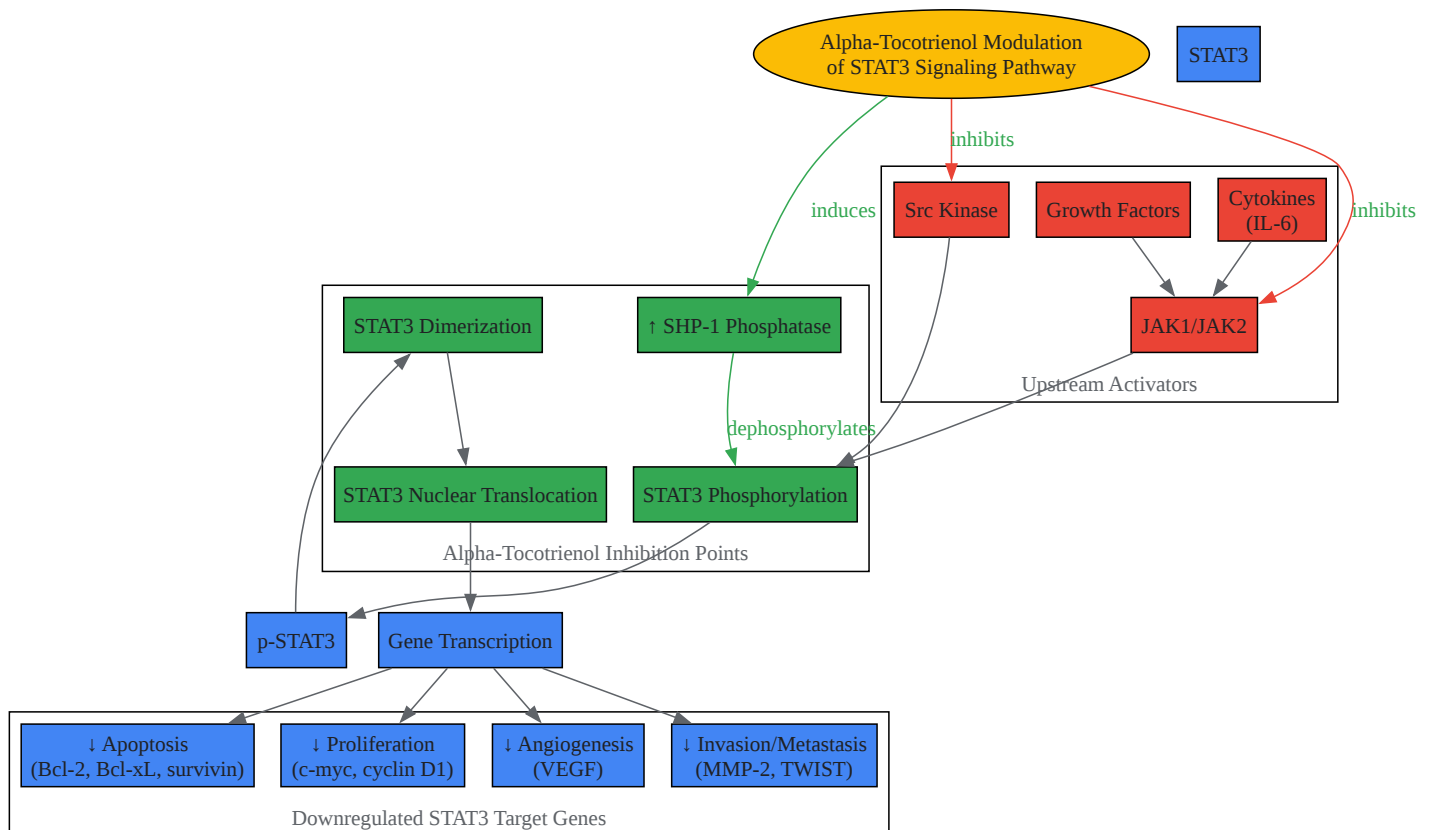 Alpha-Tocotrienol Modulation
of STAT3 Signaling Pathway
STAT3
inhibits
induces
inhibits
Src Kinase
Growth Factors
Cytokines
(IL-6)
STAT3 Dimerization
↑ SHP-1 Phosphatase
JAK1/JAK2
Upstream Activators
dephosphorylates
STAT3 Nuclear Translocation
STAT3 Phosphorylation
Alpha-Tocotrienol Inhibition Points
p-STAT3
Gene Transcription
↓ Apoptosis
(Bcl-2, Bcl-xL, survivin)
↓ Proliferation
(c-myc, cyclin D1)
↓ Angiogenesis
(VEGF)
↓ Invasion/Metastasis
(MMP-2, TWIST)
Downregulated STAT3 Target Genes